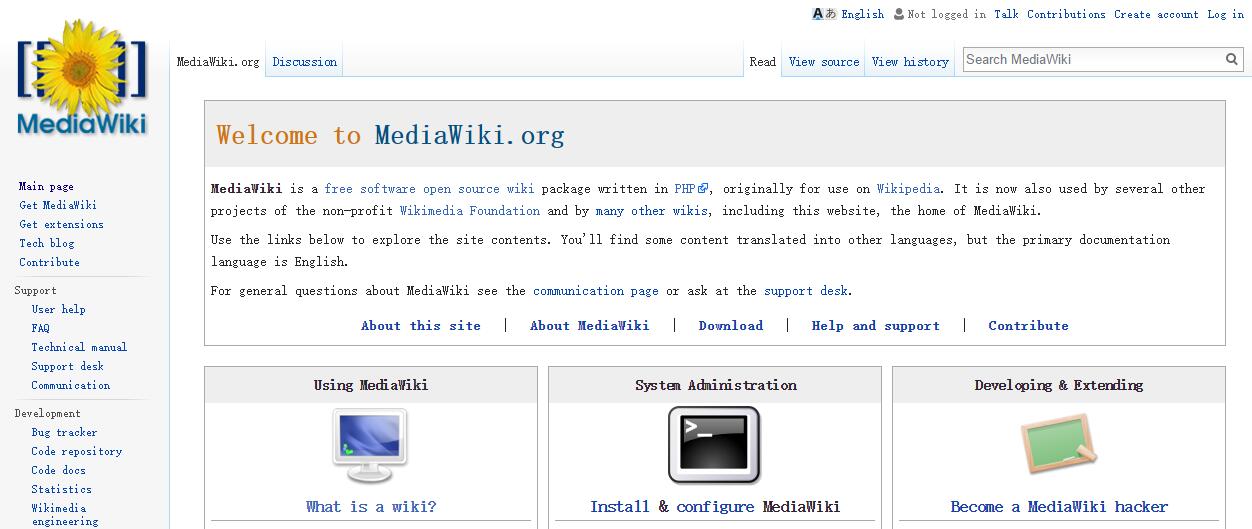 Aあ English Not logged in Talk Contributions Create account Log in
MediaWiki
MediaWiki.org Discussion Read View source View history Search MediaWiki
Main page
Get MediaWiki
Get extensions
Tech blog
Contribute
Support
User help
FAQ
Technical manual
Support desk
Communication
Development
Bug tracker
Code repository
Code docs
Statistics
Wikimedia
engineering
Welcome to MediaWiki.org
MediaWiki is a free software open source wiki package written in PHP, originally for use on Wikipedia. It is now also used by several other
projects of the non-profit Wikimedia Foundation and by many other wikis, including this website, the home of MediaWiki.
Use the links below to explore the site contents. You'll find some content translated into other languages, but the primary documentation
language is English.
For general questions about MediaWiki see the communication page or ask at the support desk.
About this site | About MediaWiki | Download | Help and support | Contribute
Using MediaWiki
What is a wiki?
System Administration
>_
Install & configure MediaWiki
Developing & Extending
Become a MediaWiki hacker